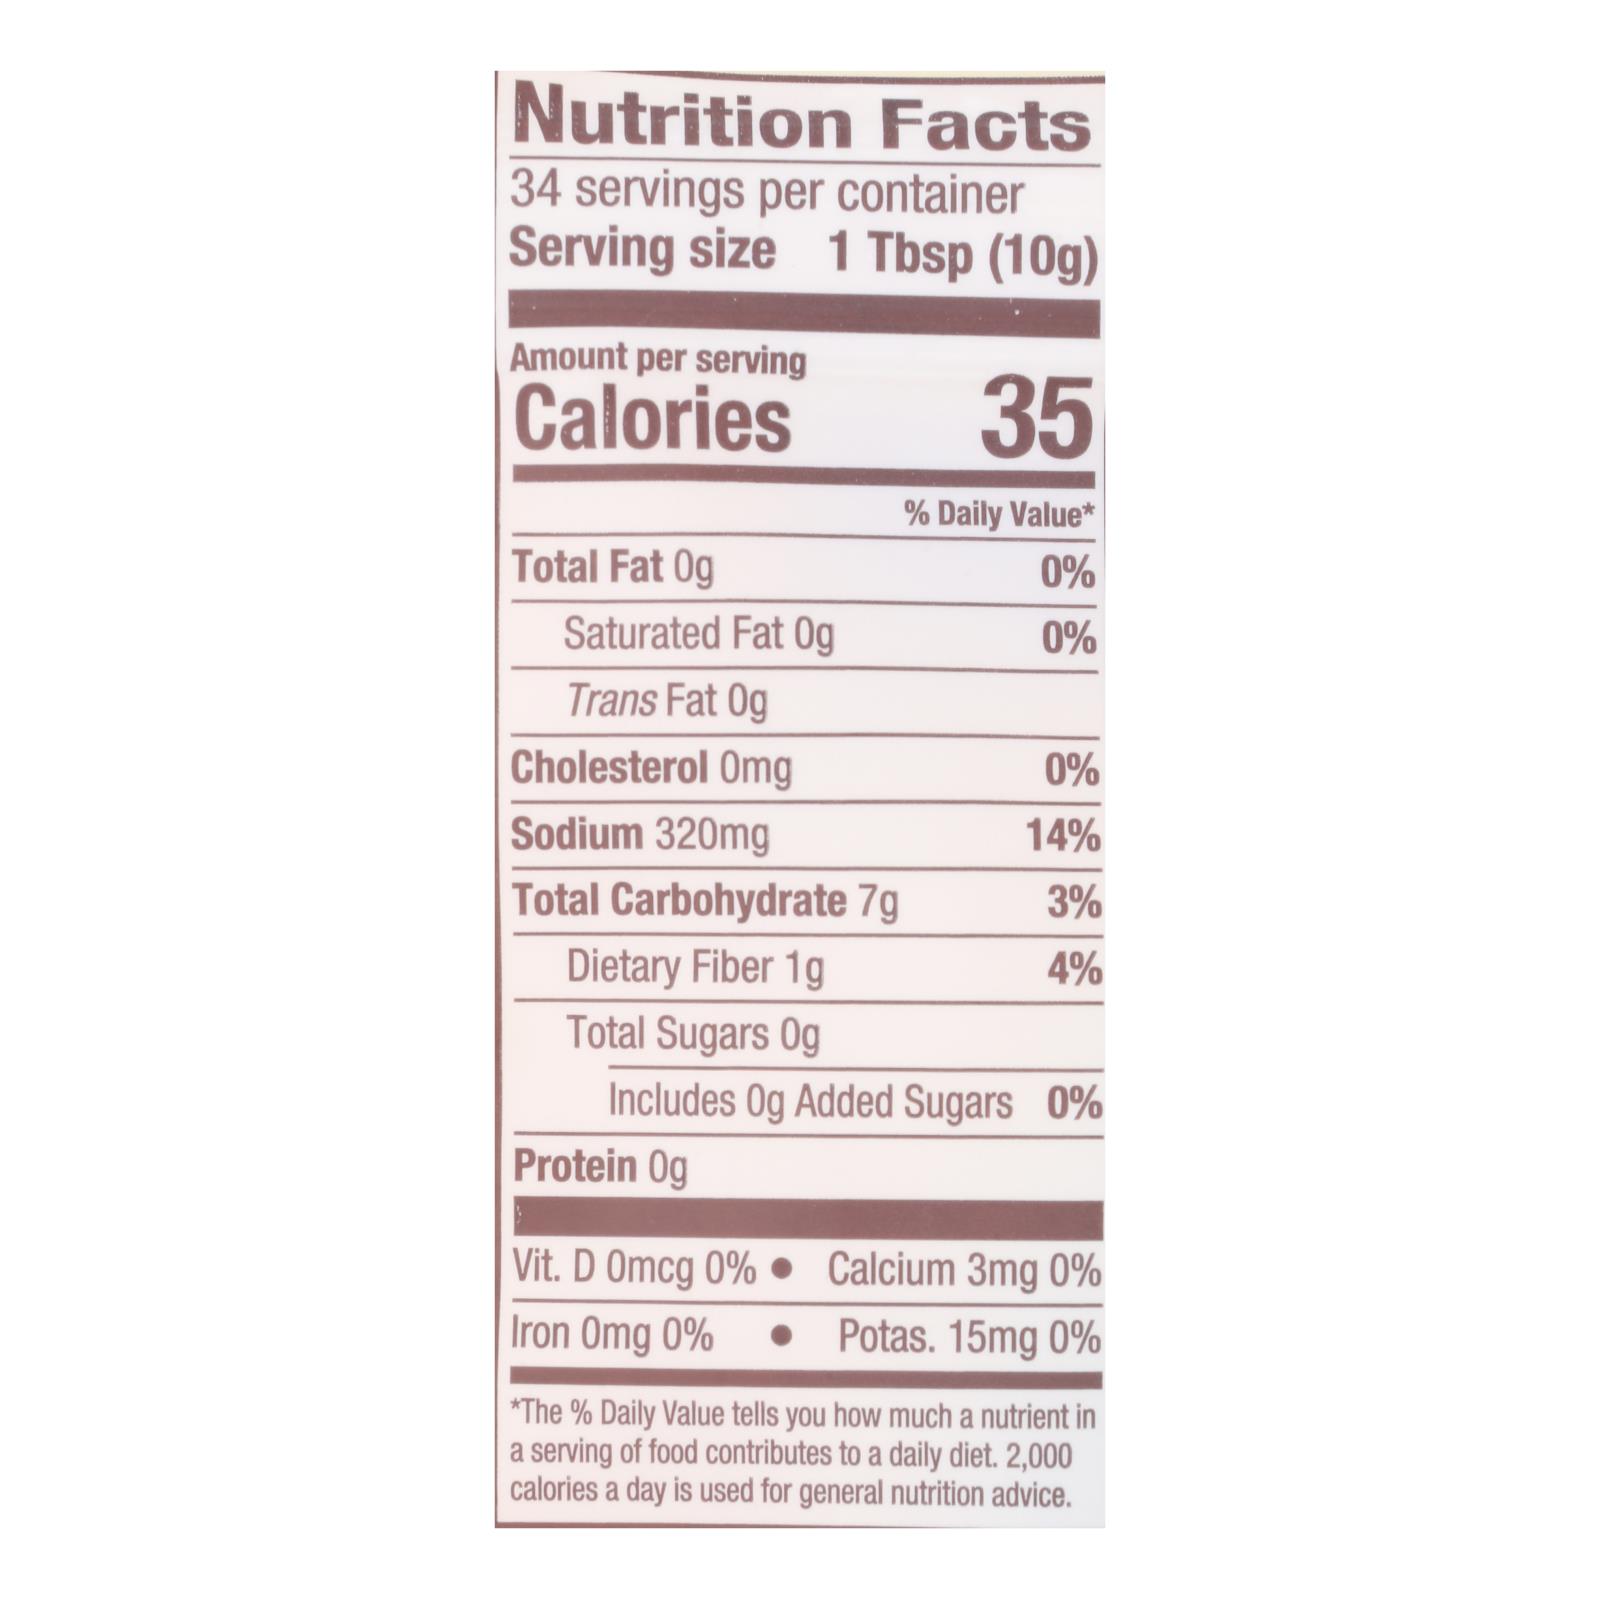 Nutrition Facts
34 servings per container
Serving size 1 Tbsp (10g)
Amount per serving
Calories 35
% Daily Value*
Total Fat 0g 0%
Saturated Fat 0g 0%
Trans Fat 0g
Cholesterol 0mg 0%
Sodium 320mg 14%
Total Carbohydrate 7g 3%
Dietary Fiber 1g 4%
Total Sugars 0g
Includes 0g Added Sugars 0%
Protein 0g
Vit. D 0mcg 0% • Calcium 3mg 0%
Iron 0mg 0% • Potas. 15mg 0%
*The % Daily Value tells you how much a nutrient in
a serving of food contributes to a daily diet. 2,000
calories a day is used for general nutrition advice.